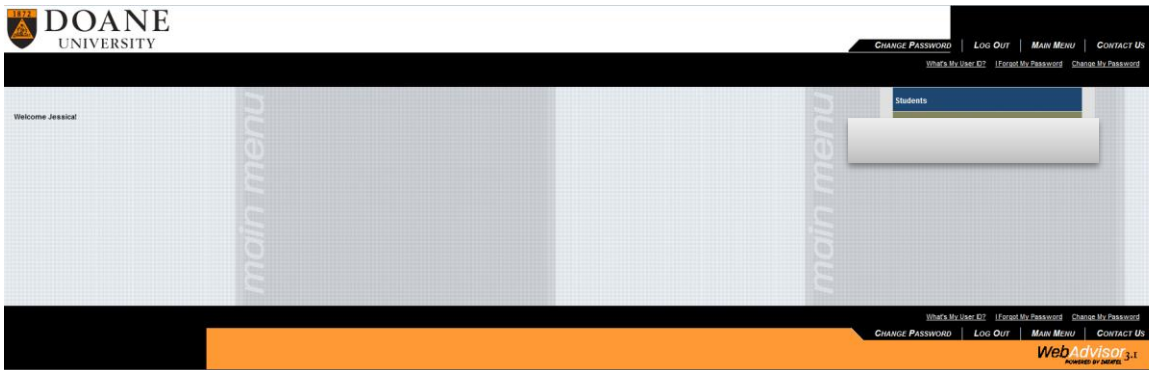 1872
DOANE
UNIVERSITY
CHANGE PASSWORD LOG OUT MAIN MENU CONTACT US
What's My User ID? I Forgot My Password Change My Password
Students
Welcome Jessica!
main menu
main menu
What's My User ID? I Forgot My Password Change My Password
CHANGE PASSWORD LOG OUT MAIN MENU CONTACT US
WebAdvisor 3.1
POWERED BY DATATEL